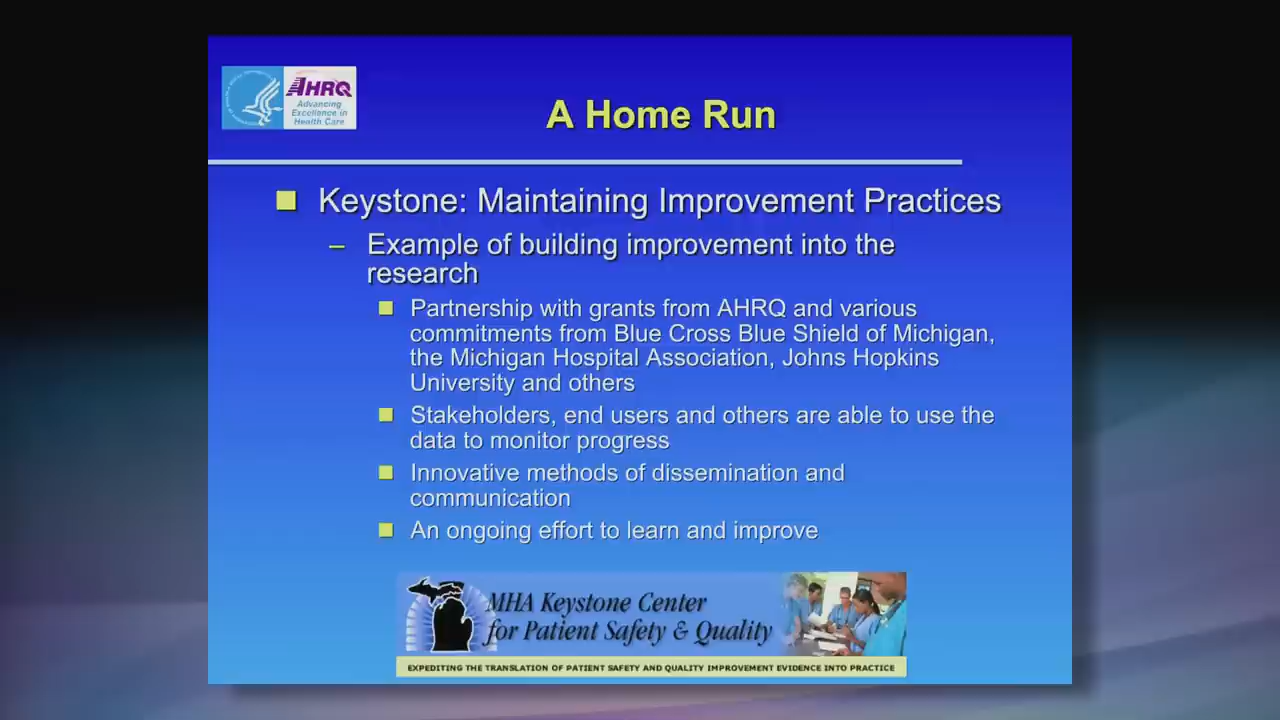 AHRQ
Advancing
Excellence in
Health Care
A Home Run
Keystone: Maintaining Improvement Practices
– Example of building improvement into the
research
Partnership with grants from AHRQ and various
commitments from Blue Cross Blue Shield of Michigan,
the Michigan Hospital Association, Johns Hopkins
University and others
Stakeholders, end users and others are able to use the
data to monitor progress
Innovative methods of dissemination and
communication
An ongoing effort to learn and improve
MHA Keystone Center
for Patient Safety & Quality
EXPEDITING THE TRANSLATION OF PATIENT SAFETY AND QUALITY IMPROVEMENT EVIDENCE INTO PRACTICE